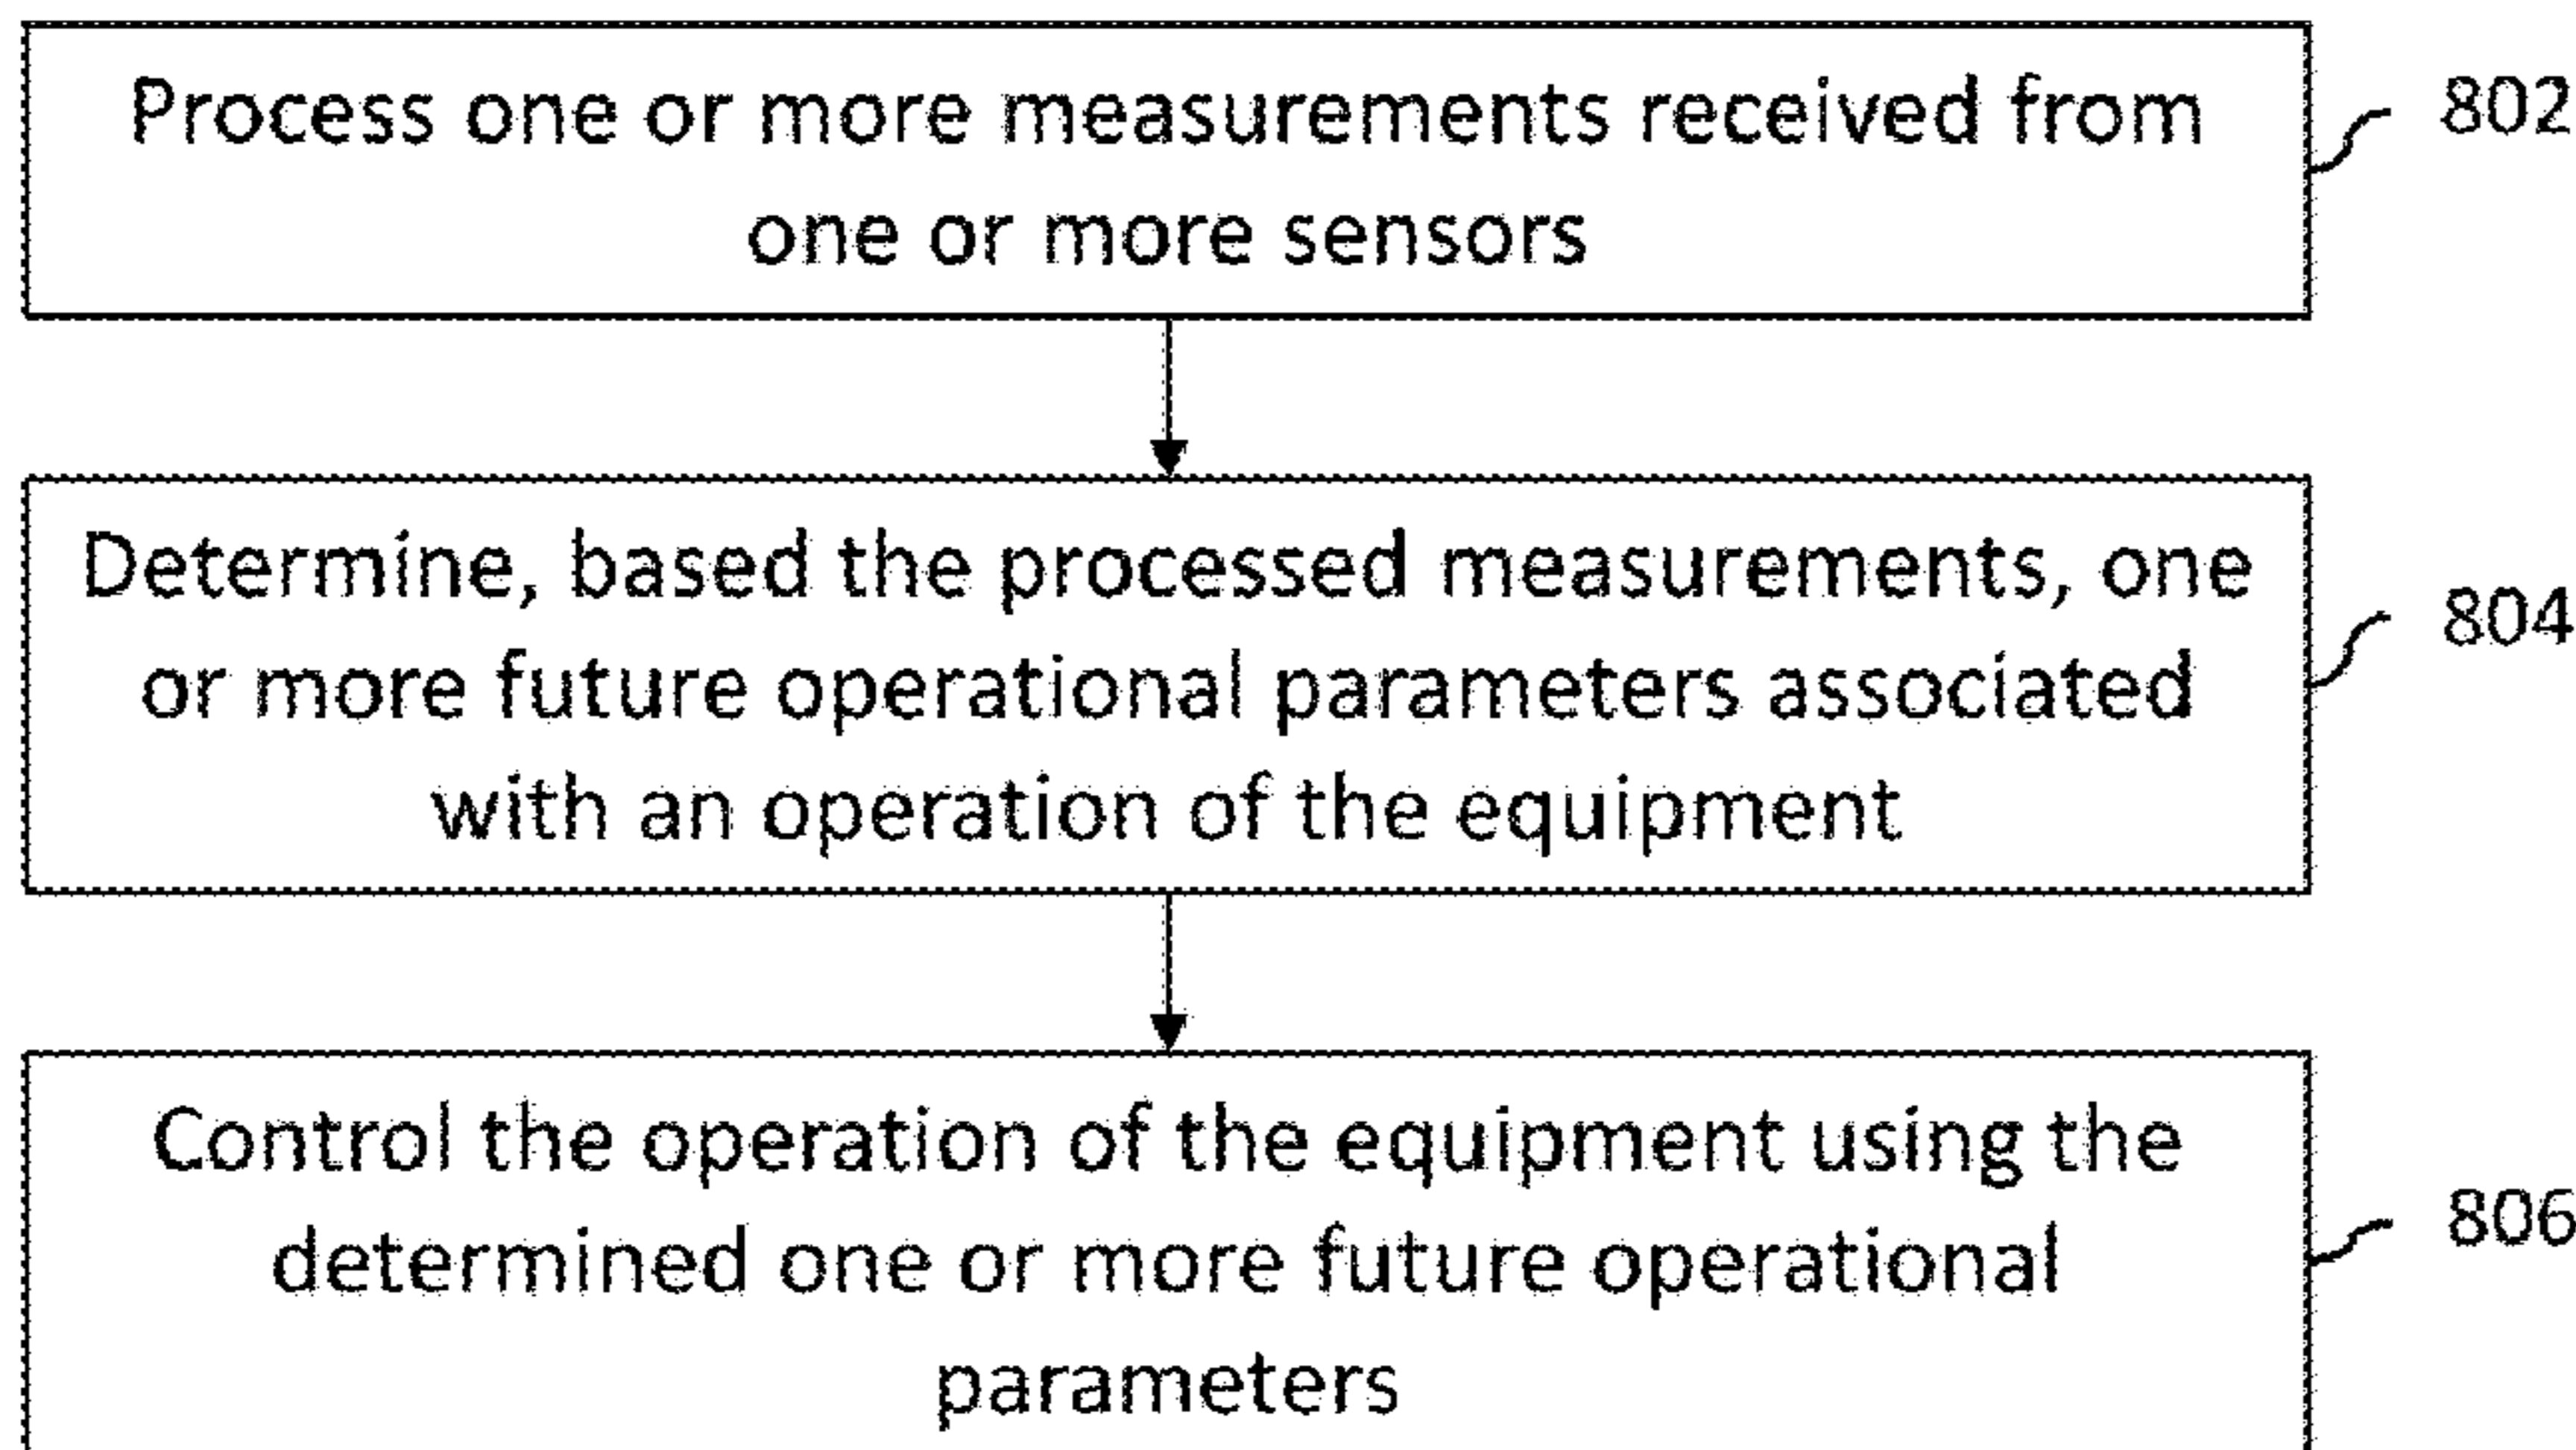 Process one or more measurements received from
802
one or more sensors
Determine, based the processed measurements, one
804
or more future operational parameters associated
with an operation of the equipment
Control the operation of the equipment using the
806
determined one or more future operational
parameters